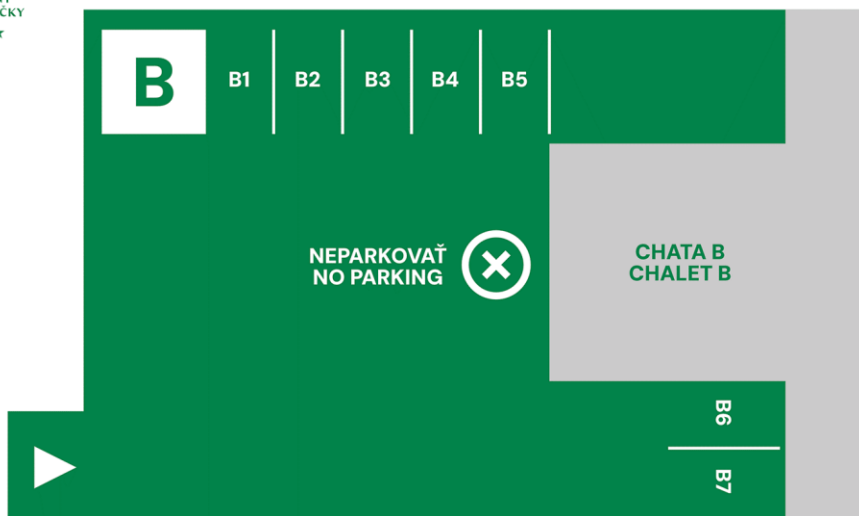 ČKY
B
B1 B2 B3 B4 B5
NEPARKOVAŤ
NO PARKING
CHATA B
CHALET B
B6
B7